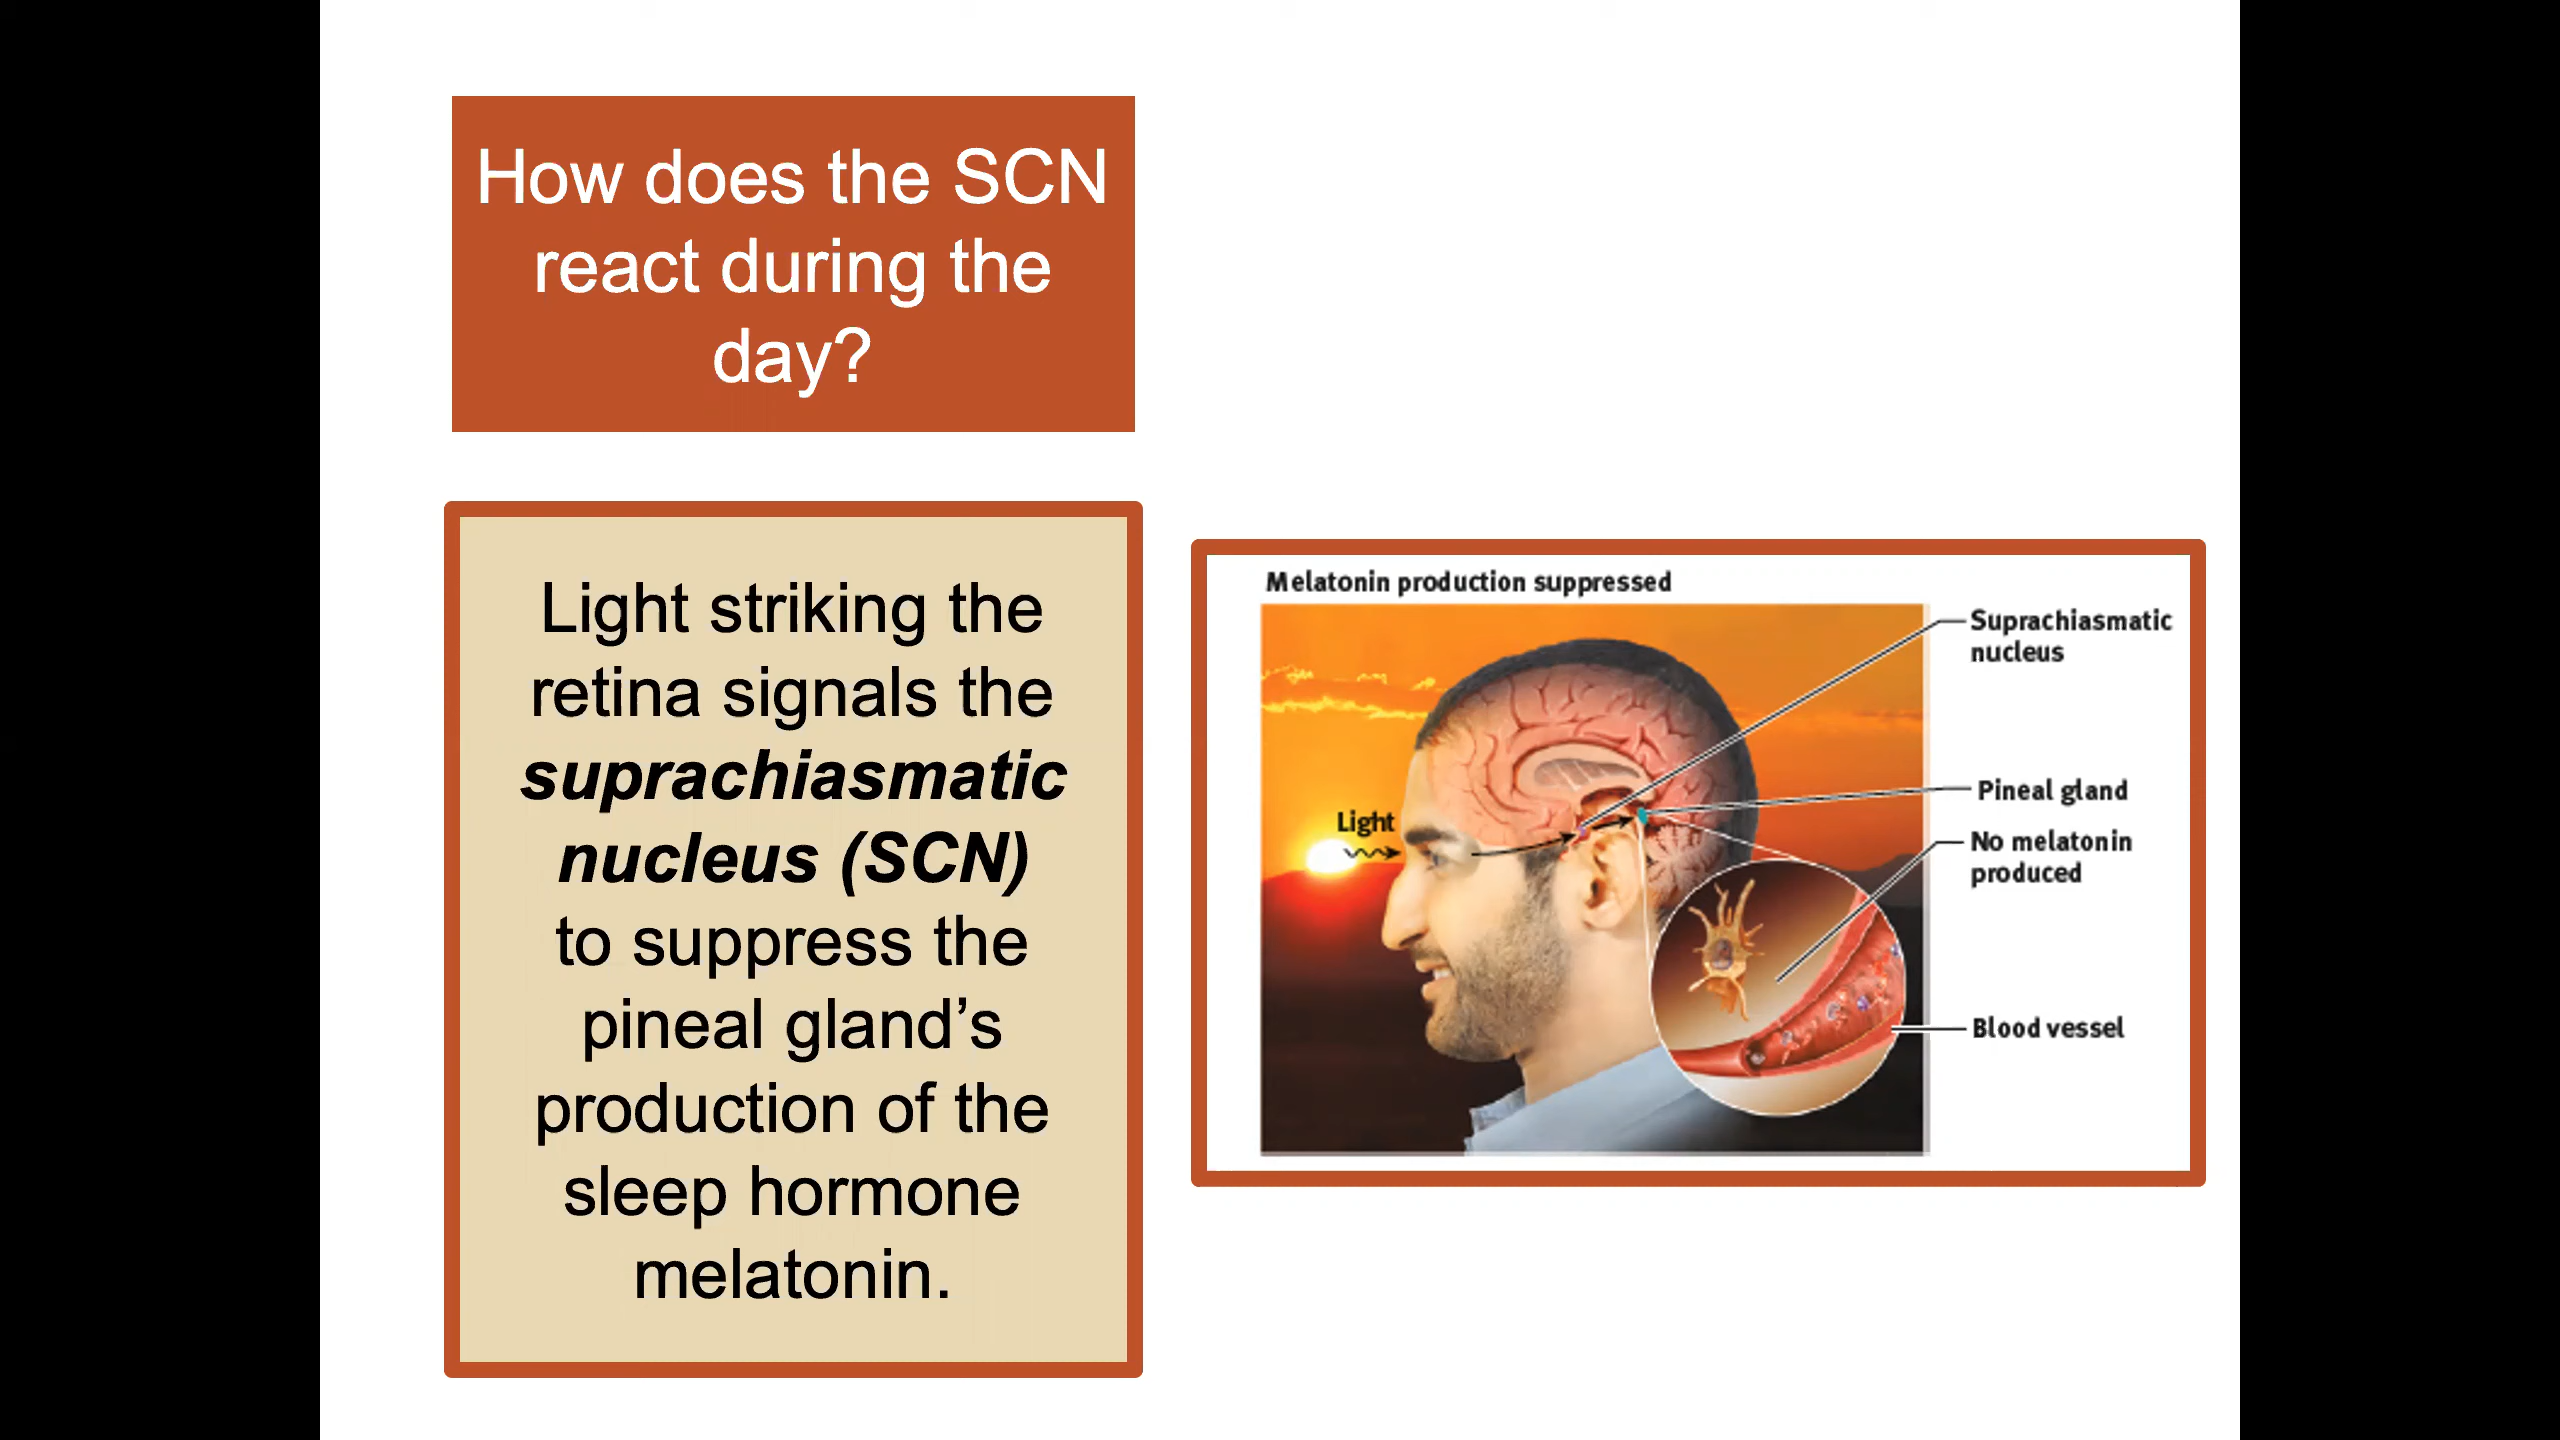 How does the SCN
react during the
day?
Light striking the
retina signals the
suprachiasmatic
nucleus (SCN)
to suppress the
pineal gland’s
production of the
sleep hormone
melatonin.
Melatonin production suppressed
Suprachiasmatic
nucleus
Pineal gland
Light
No melatonin
produced
Blood vessel